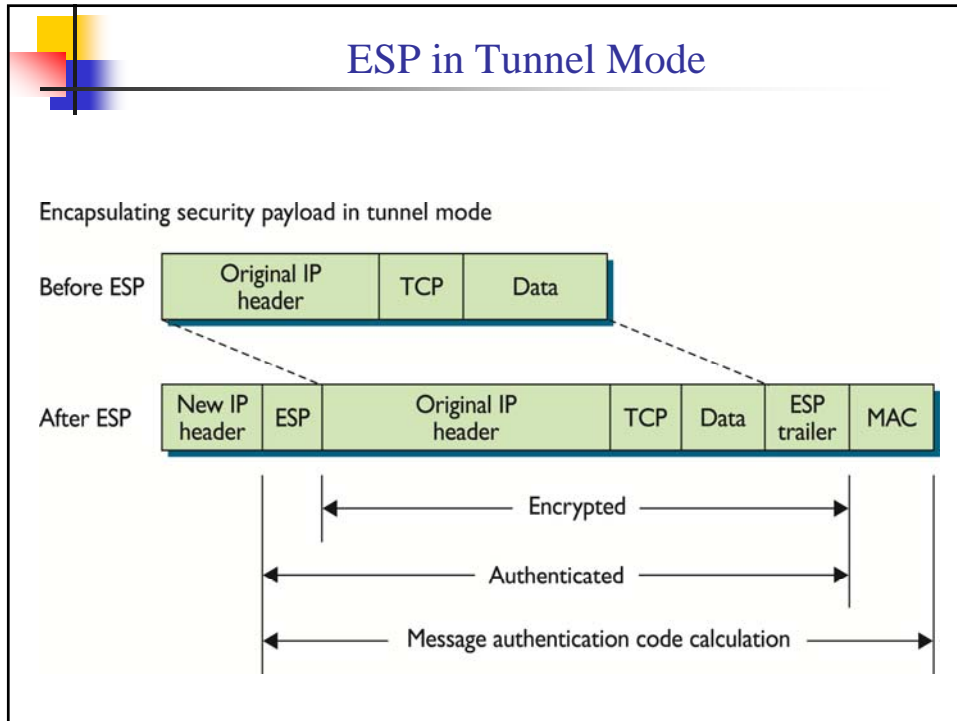 ESP in Tunnel Mode
Encapsulating security payload in tunnel mode
Before ESP
Original IP
header
TCP
Data
After ESP
New IP
header
ESP
Original IP
header
TCP
Data
ESP
trailer
MAC
Encrypted
Authenticated
Message authentication code calculation